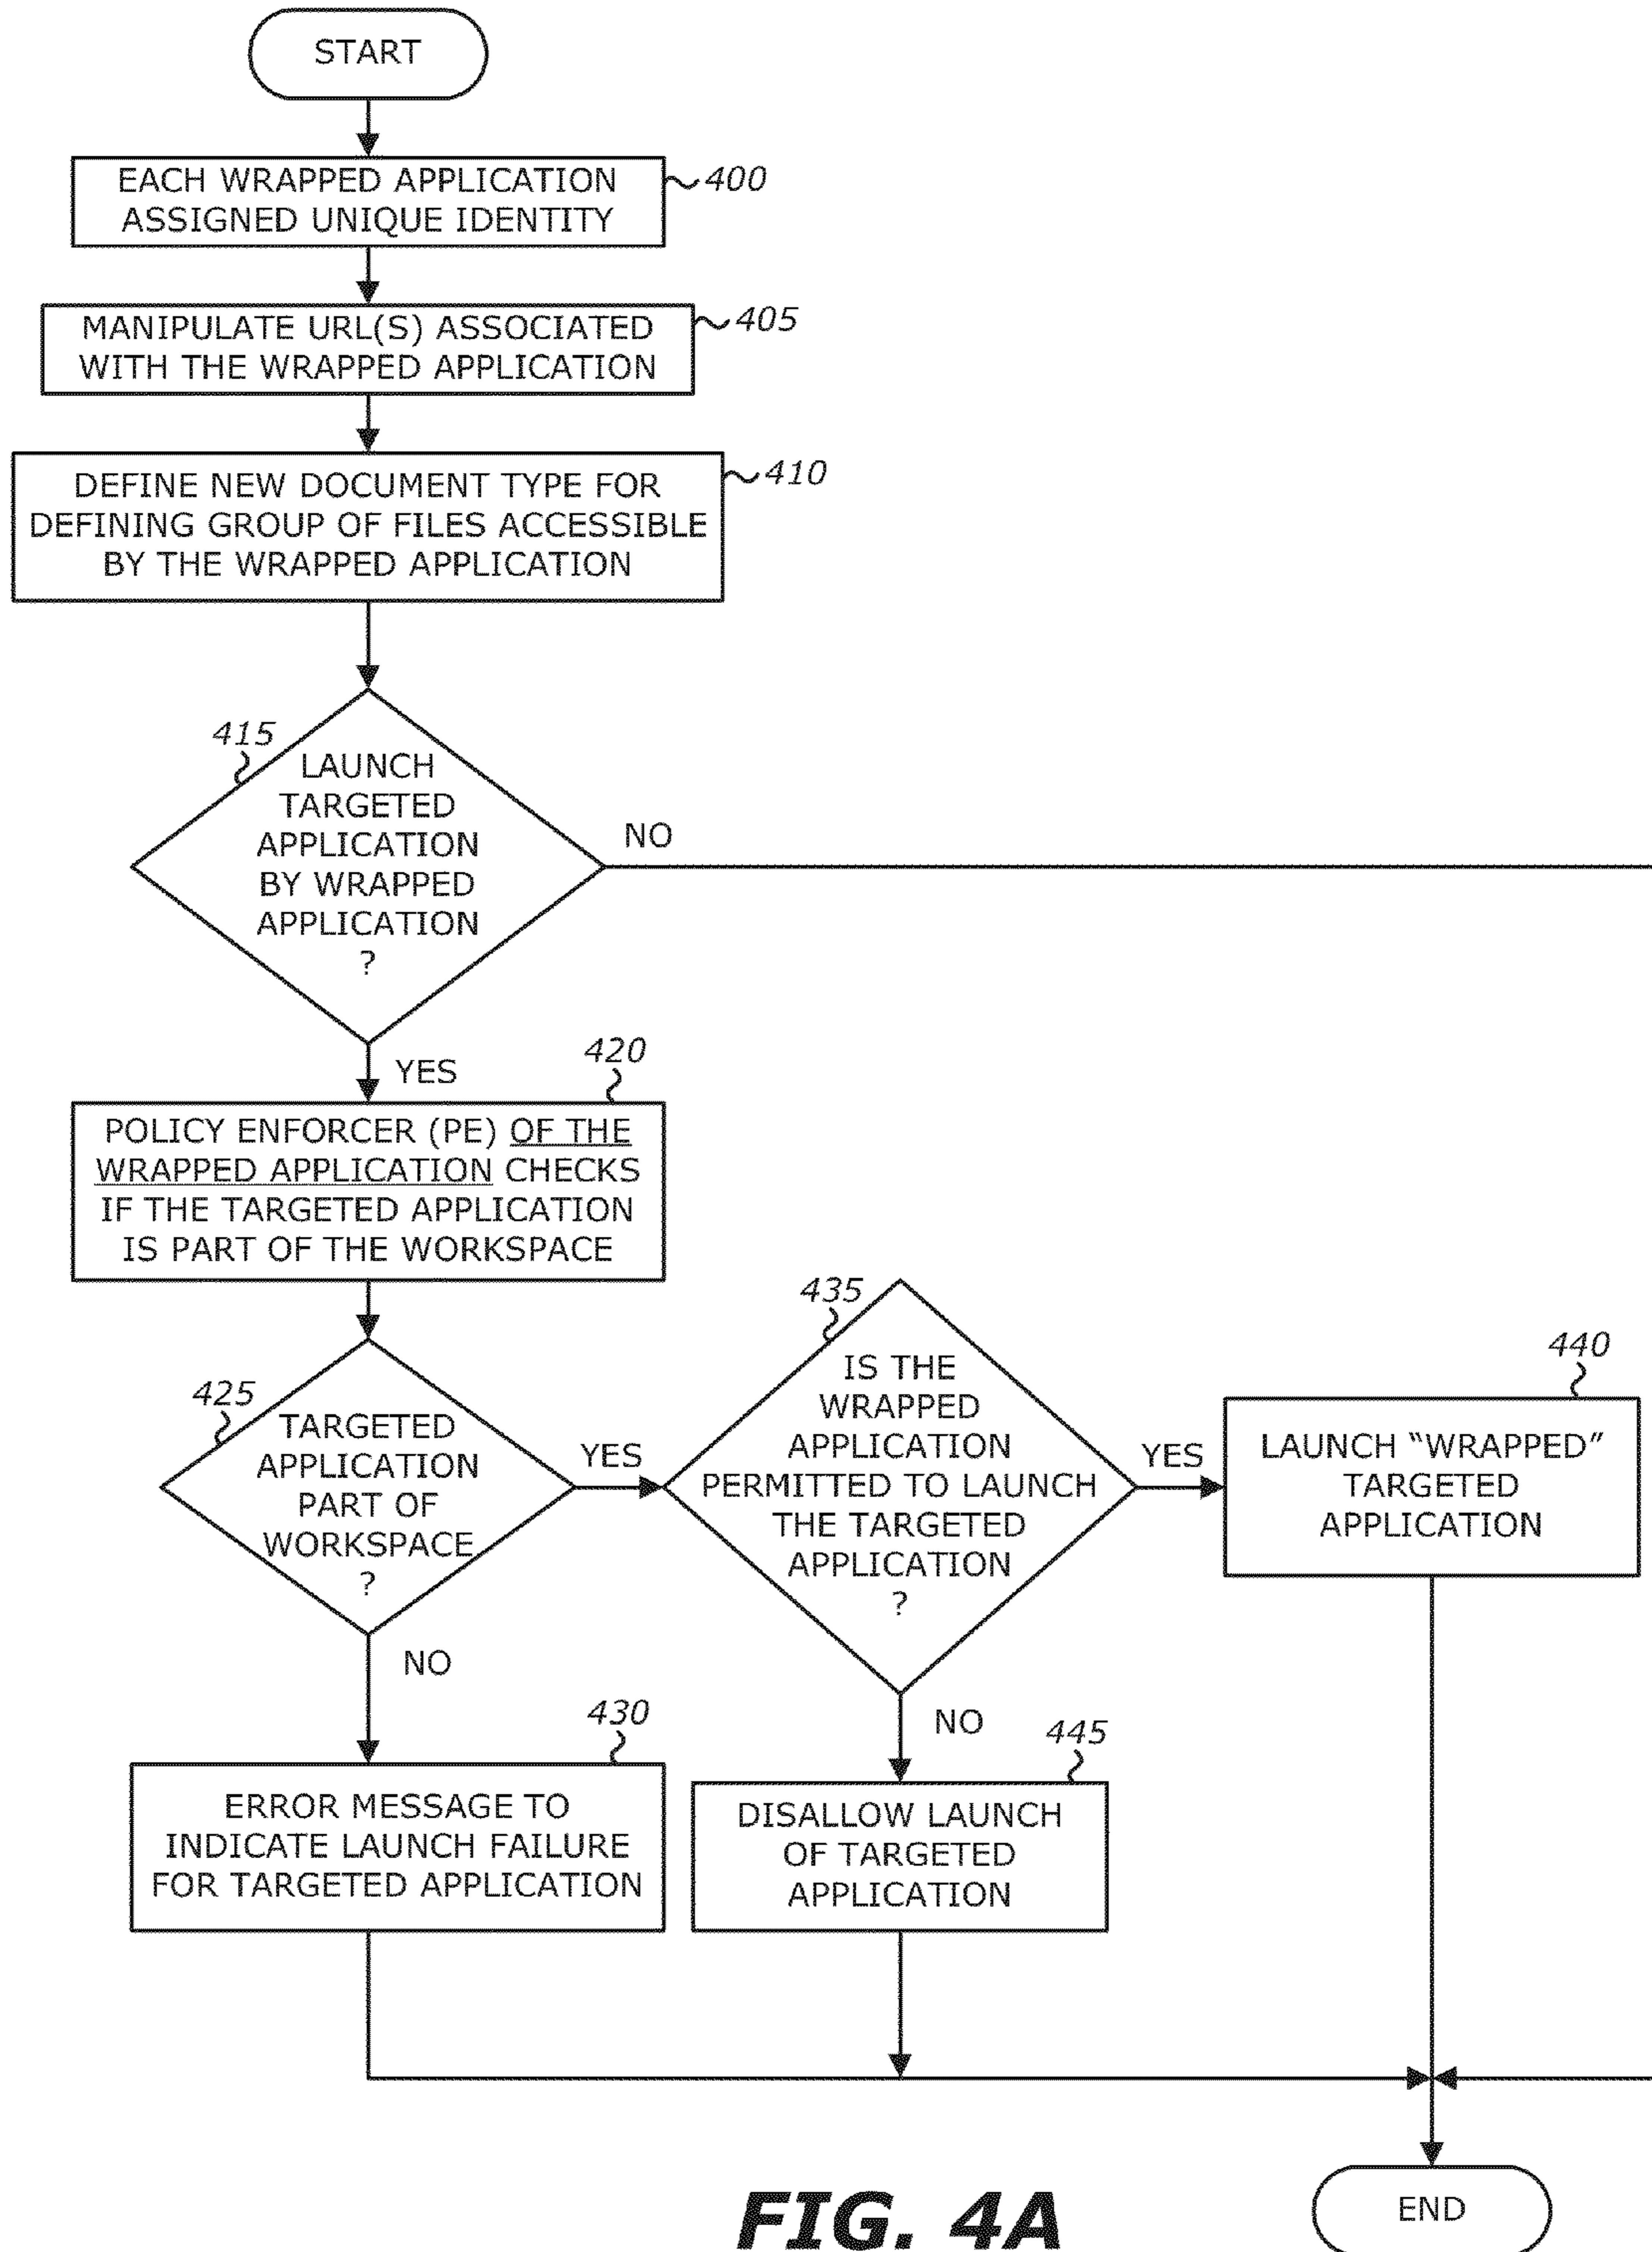 START
EACH WRAPPED APPLICATION
ASSIGNED UNIQUE IDENTITY
400
MANIPULATE URL(S) ASSOCIATED
WITH THE WRAPPED APPLICATION
405
DEFINE NEW DOCUMENT TYPE FOR
DEFINING GROUP OF FILES ACCESSIBLE
BY THE WRAPPED APPLICATION
410
415
LAUNCH
TARGETED
APPLICATION
BY WRAPPED
APPLICATION
?
NO
YES
420
POLICY ENFORCER (PE) OF THE
WRAPPED APPLICATION CHECKS
IF THE TARGETED APPLICATION
IS PART OF THE WORKSPACE
425
TARGETED
APPLICATION
PART OF
WORKSPACE
?
YES
NO
435
IS THE
WRAPPED
APPLICATION
PERMITTED TO LAUNCH
THE TARGETED
APPLICATION
?
YES
NO
440
LAUNCH “WRAPPED”
TARGETED
APPLICATION
430
ERROR MESSAGE TO
INDICATE LAUNCH FAILURE
FOR TARGETED APPLICATION
445
DISALLOW LAUNCH
OF TARGETED
APPLICATION
END
FIG. 4A